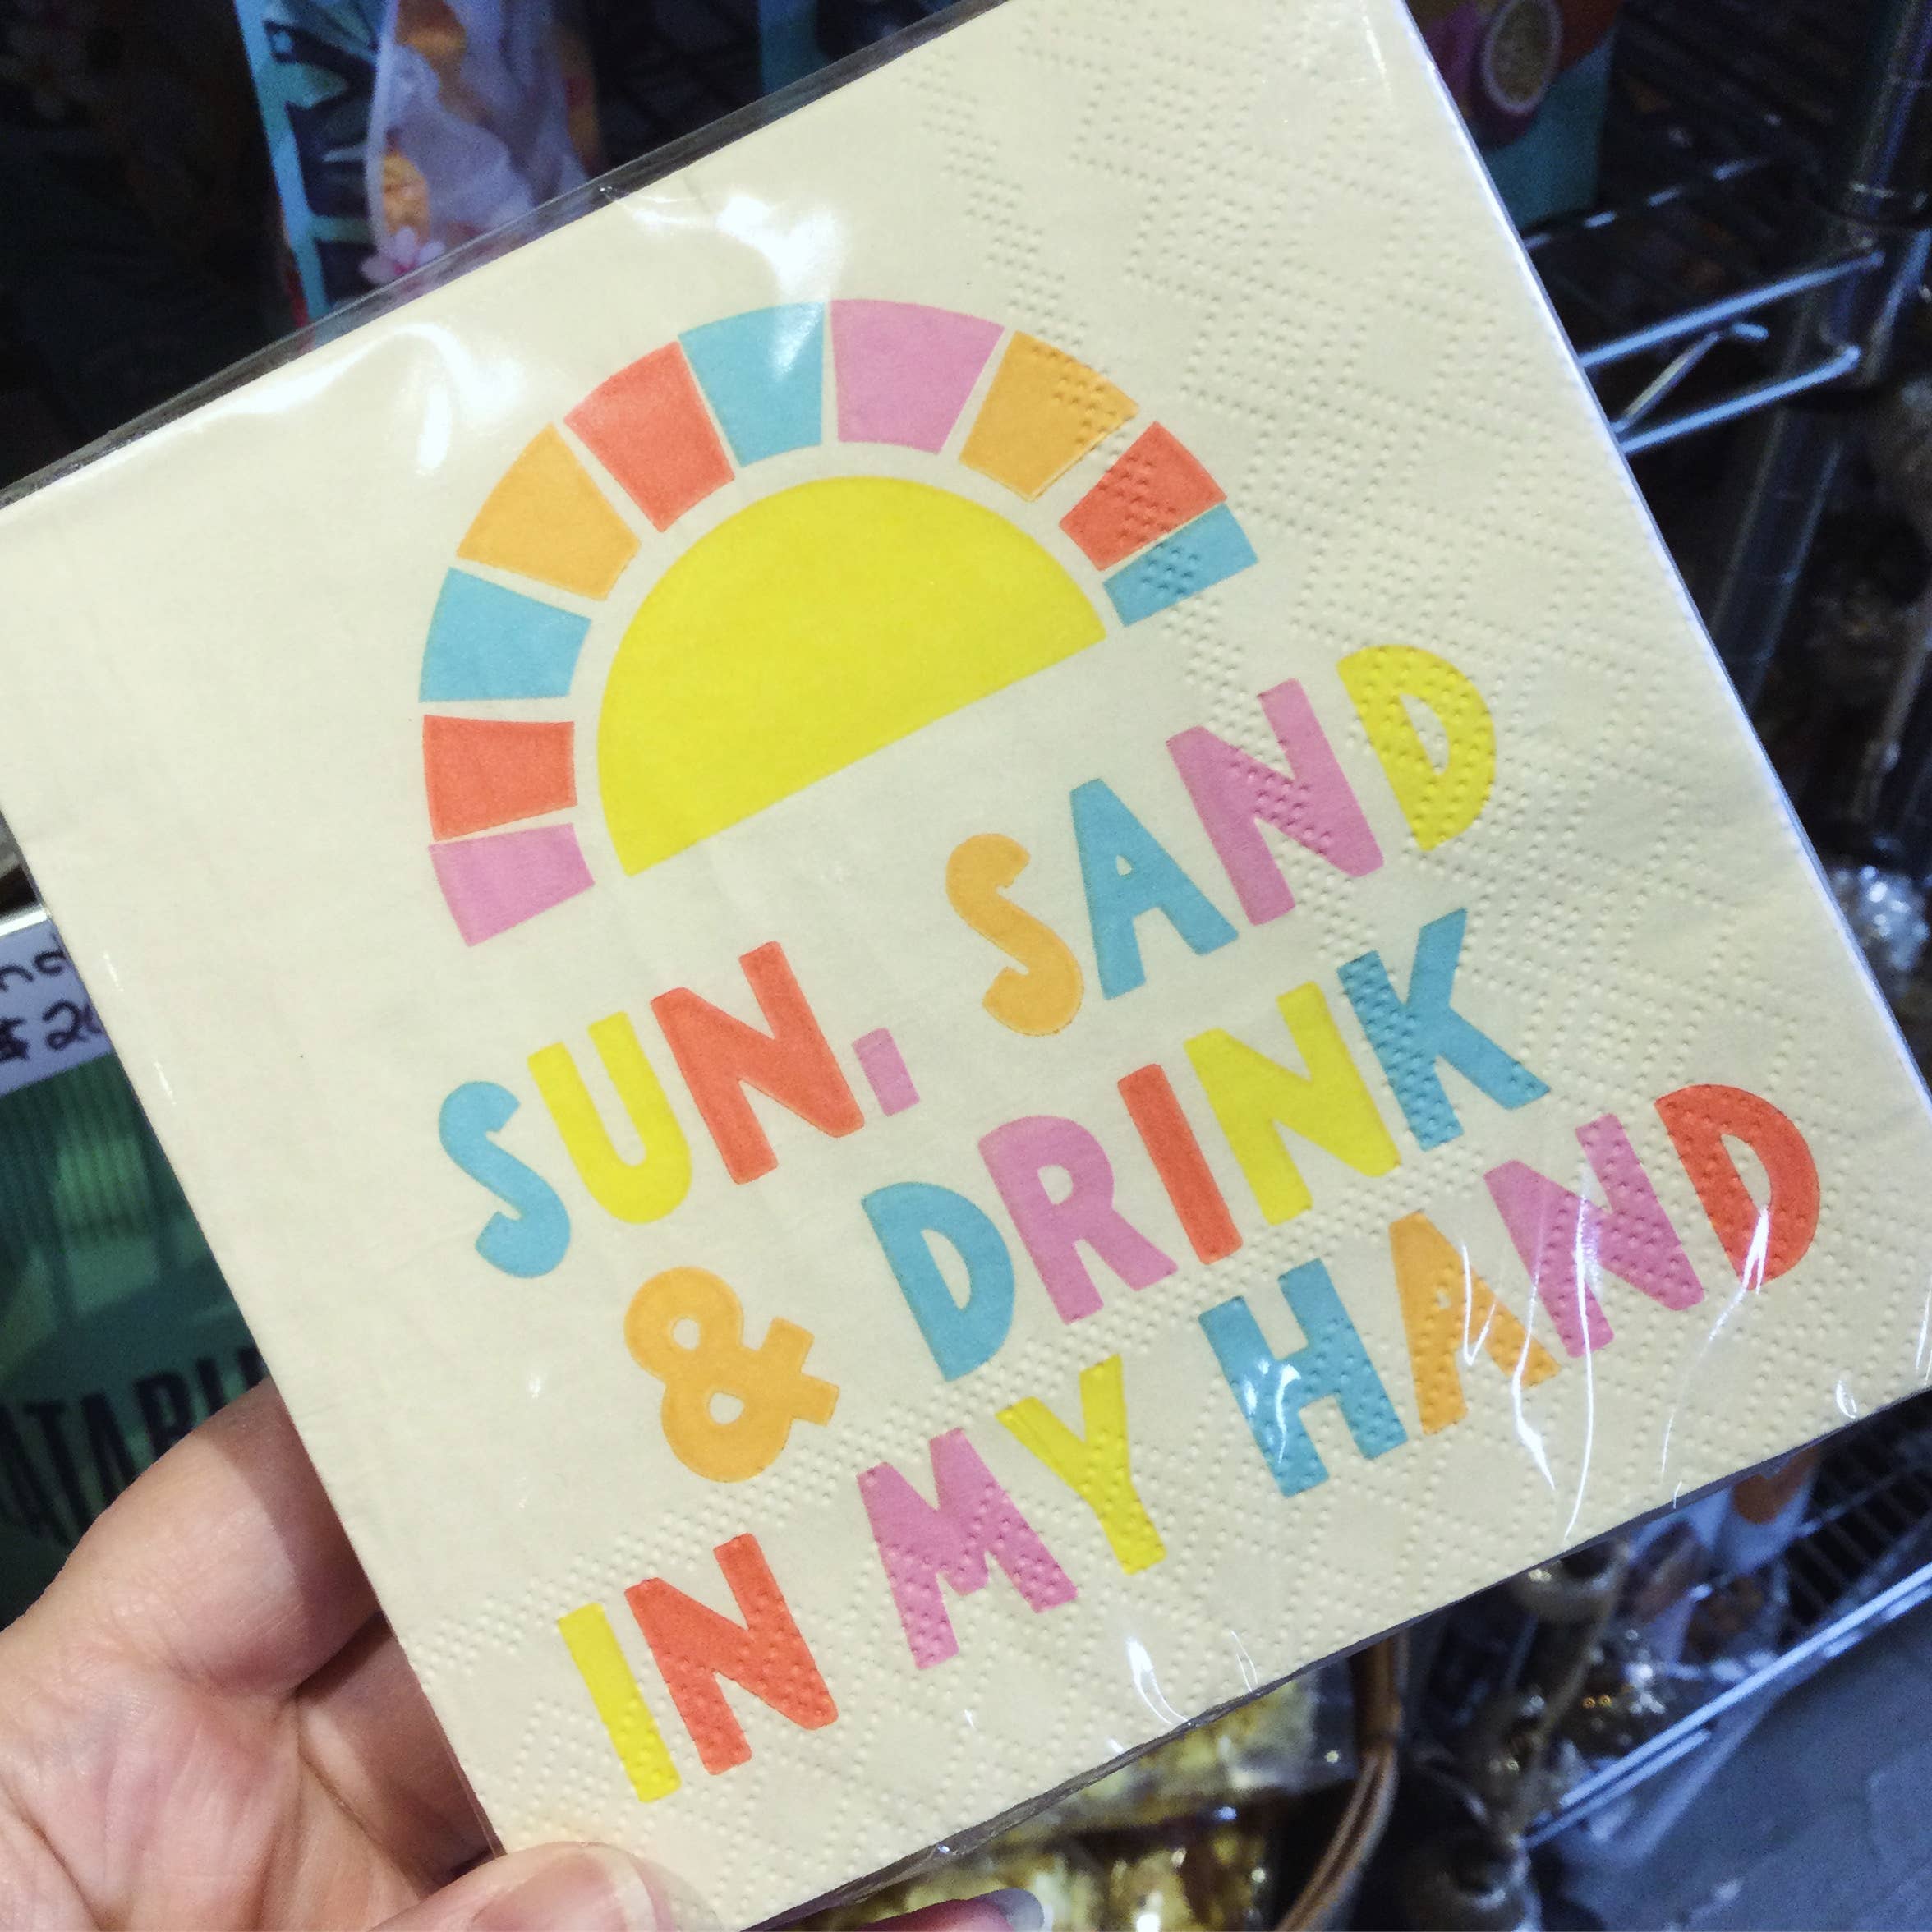 SUN, SAND
& DRINK
IN MY HAND